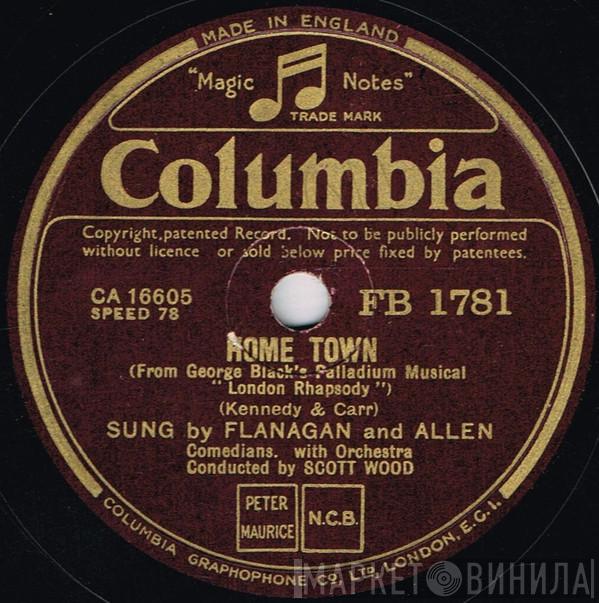 MADE IN ENGLAND
"Magic Notes"
TRADE MARK
Columbia
Copyright, patented Record. Not to be publicly performed
without licence or sold below price fixed by patentees.
CA 16605
SPEED 78
FB 1781
HOME TOWN
(From George Black's Palladium Musical
"London Rhapsody")
(Kennedy & Carr)
SUNG by FLANAGAN and ALLEN
Comedians. with Orchestra
Conducted by SCOTT WOOD
PETER
MAURICE
N.C.B.
COLUMBIA GRAPHOPHONE CO, LTD, LONDON, E.C.1.
МАРКЕТ ВИНИЛА